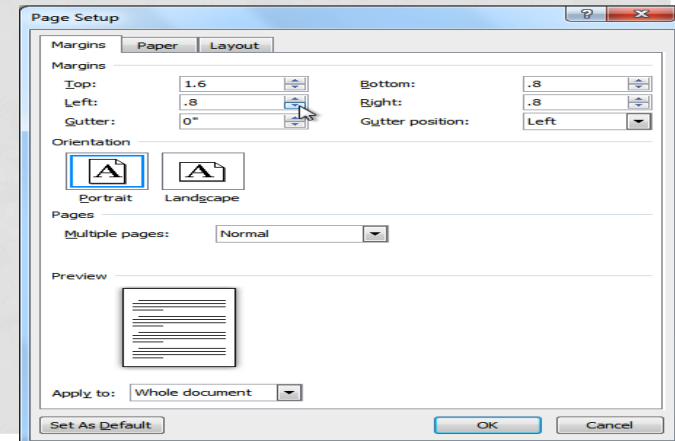 Page Setup ?
Margins Paper Layout
Margins
Top: 1.6 Bottom: .8
Left: .8 Right: .8
Gutter: 0" Gutter position: Left
Orientation
A A
Portrait Landscape
Pages
Multiple pages: Normal
Preview
Apply to: Whole document
Set As Default OK Cancel